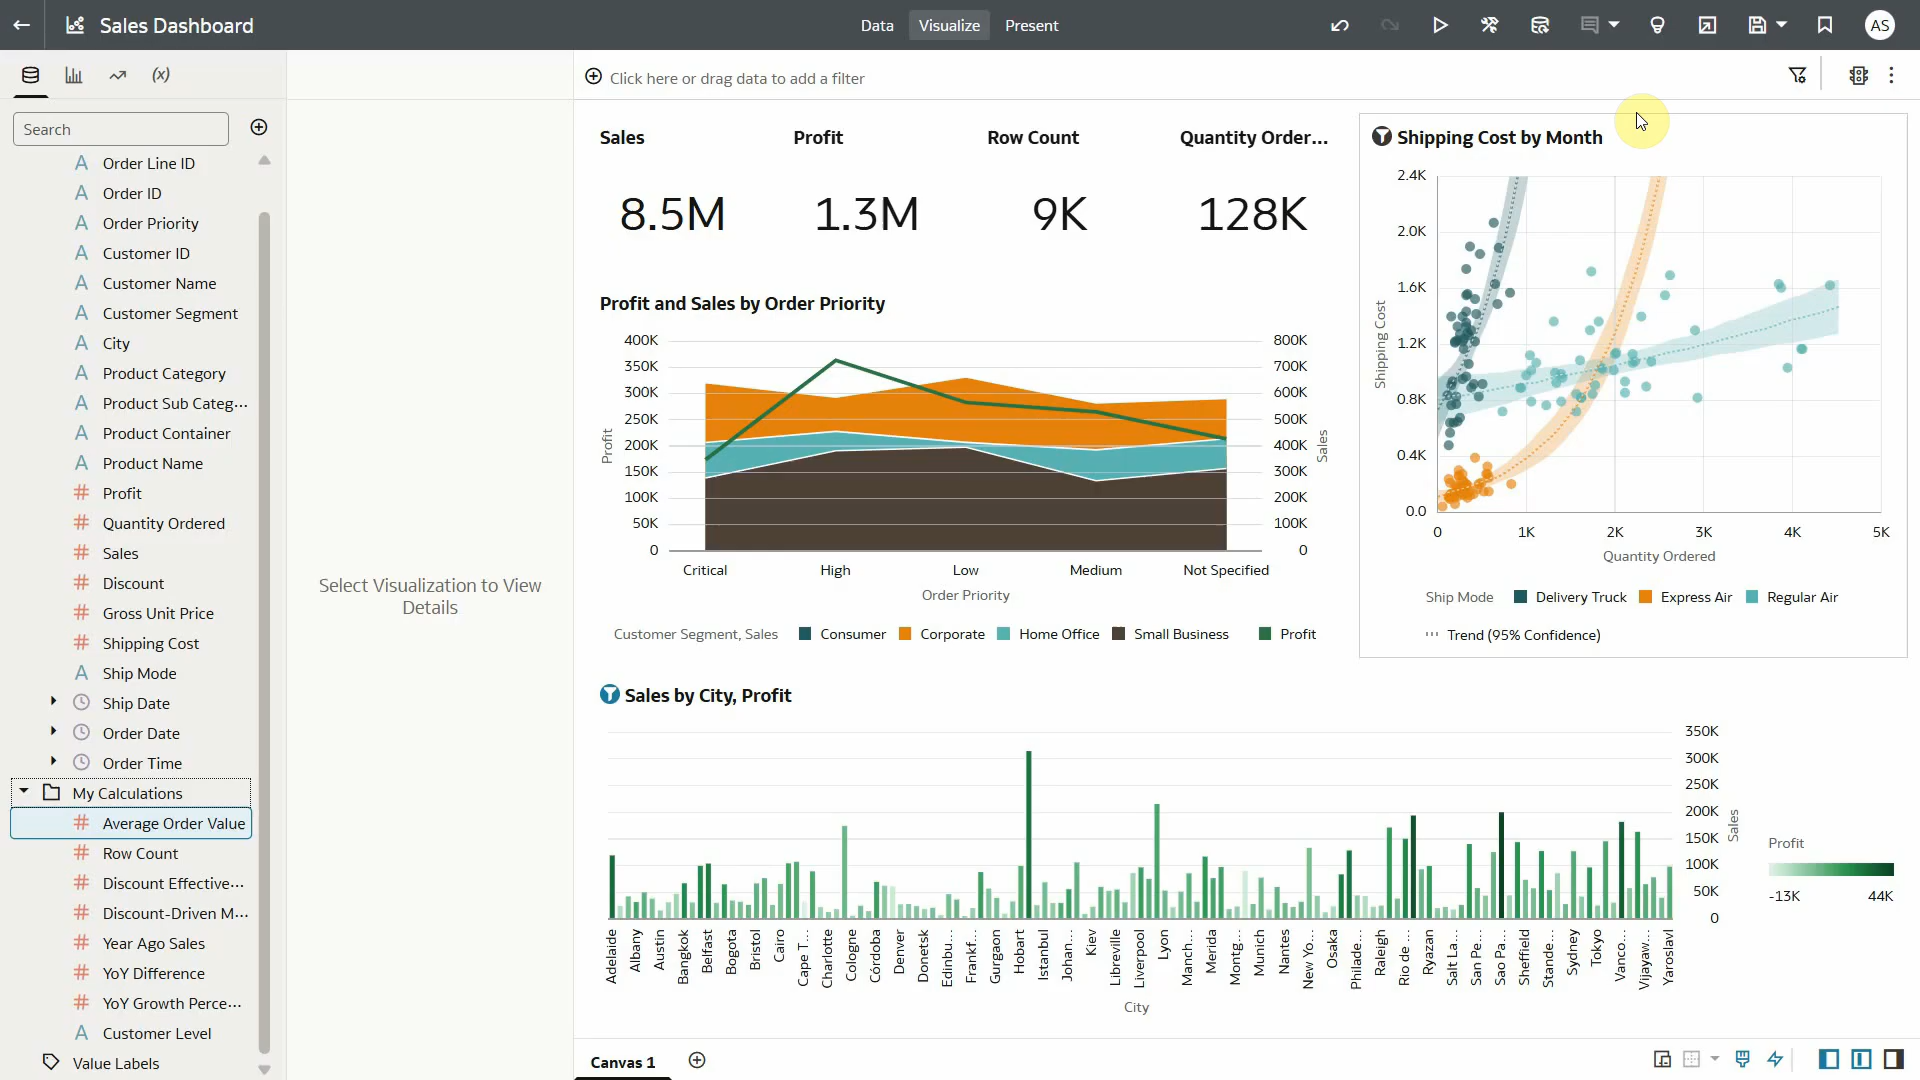 Sales Dashboard
Data
Visualize
Present
AS
(x)
Click here or drag data to add a filter
Search
Order Line ID
Order ID
Order Priority
Customer ID
Customer Name
Customer Segment
City
Product Category
Product Sub Categ...
Product Container
Product Name
Profit
Quantity Ordered
Sales
Discount
Gross Unit Price
Shipping Cost
Ship Mode
Ship Date
Order Date
Order Time
My Calculations
Average Order Value
Row Count
Discount Effective...
Discount-Driven M...
Year Ago Sales
YoY Difference
YoY Growth Perce...
Customer Level
Value Labels
Select Visualization to View
Details
Sales
Profit
Row Count
Quantity Order...
8.5M
1.3M
9K
128K
Profit and Sales by Order Priority
400K
350K
300K
250K
200K
150K
100K
50K
0
Profit
800K
700K
600K
500K
400K
300K
200K
100K
0
Sales
Critical
High
Low
Medium
Not Specified
Order Priority
Customer Segment, Sales
Consumer
Corporate
Home Office
Small Business
Profit
Shipping Cost by Month
2.4K
2.0K
1.6K
1.2K
0.8K
0.4K
0.0
Shipping Cost
0
1K
2K
3K
4K
5K
Quantity Ordered
Ship Mode
Delivery Truck
Express Air
Regular Air
Trend (95% Confidence)
Sales by City, Profit
350K
300K
250K
200K
150K
100K
50K
0
Sales
Adelaide
Albany
Austin
Bangkok
Belfast
Bogota
Bristol
Cairo
Cape T...
Charlotte
Cologne
Córdoba
Denver
Donetsk
Edinbu...
Frankf...
Gurgaon
Hobart
Istanbul
Johan...
Kiev
Libreville
Liverpool
Lyon
Manch...
Merida
Montg...
Munich
Nantes
New Yo...
Osaka
Philade...
Raleigh
Rio de ...
Ryazan
Salt La...
San Pe...
Sao Pa...
Sheffield
Stande...
Sydney
Tokyo
Vanco...
Vijayaw...
Yaroslavl
City
Profit
-13K
44K
Canvas 1